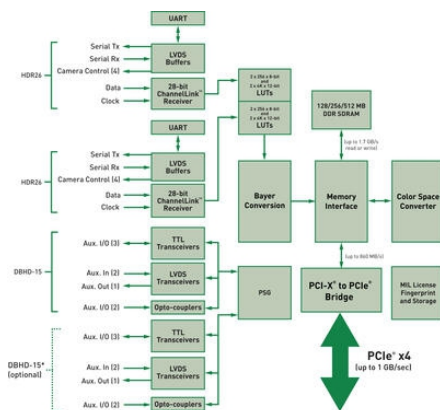 UART
Serial Tx
Serial Rx
Camera Control (4)
LVDS
Buffers
HDR26
Data
Clock
28-bit
ChannelLink™
Receiver
2 x 256 x 8-bit
and
2 x 4K x 12-bit
LUTs
2 x 256 x 8-bit
and
2 x 4K x 12-bit
LUTs
128/256/512 MB
DDR SDRAM
UART
Serial Tx
Serial Rx
Camera Control (4)
LVDS
Buffers
HDR26
Data
Clock
28-bit
ChannelLink™
Receiver
(up to 1.7 GB/s
read or write)
Bayer
Conversion
Memory
Interface
Color Space
Converter
DBHD-15
Aux. I/O (3)
TTL
Transceivers
Aux. In (2)
Aux. Out (1)
LVDS
Transceivers
Aux. I/O (2)
Opto-couplers
PSG
(up to 860 MB/s)
PCI-X® to PCIe®
Bridge
MIL License
Fingerprint
and Storage
DBHD-15*
(optional)
Aux. I/O (3)
TTL
Transceivers
Aux. In (2)
Aux. Out (1)
LVDS
Transceivers
Aux. I/O (2)
Opto-couplers
PCIe® x4
(up to 1 GB/sec)